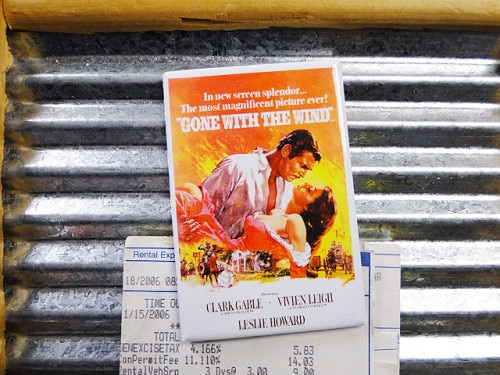 In new screen splendor...
The most magnificent picture ever!
"GONE WITH THE WIND"
CLARK GABLE · VIVIEN LEIGH
LESLIE HOWARD
Rental Exp
18/2006 08:
TIME
1/15/2006
**
TOTAL
ENEXCISETAX 4.166% 5.83
onPermitFee 11.110% 14.03
entalVehSrp 3 Dys@ 3.00 9.00